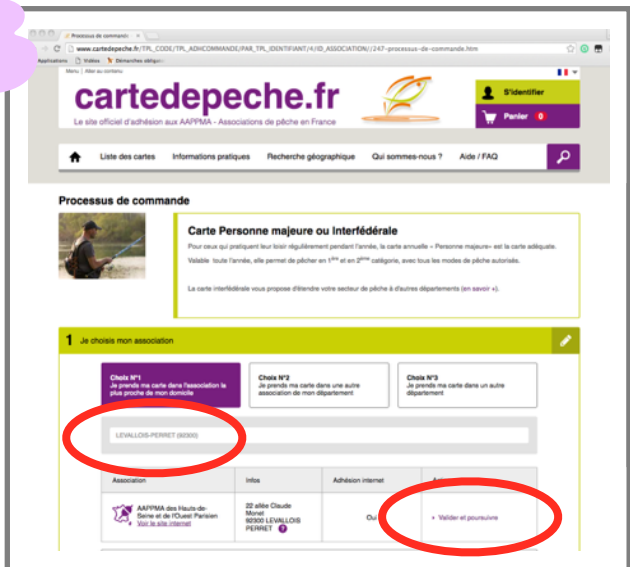 Processus de commande
www.cartedepeche.fr/TPL_CODE/TPL_ADHCOMMANDE/PAR_TPL_IDENTIFIANT/4/ID_ASSOCIATION//247-processus-de-commande.htm
Applications Vidéos Démarches obliga
Menu | Aller au contenu
cartedepeche.fr
Le site officiel d'adhésion aux AAPPMA - Associations de pêche en France
S'identifier
Panier 0
Liste des cartes Informations pratiques Recherche géographique Qui sommes-nous ? Aide / FAQ
Processus de commande
Carte Personne majeure ou Interfédérale
Pour ceux qui pratiquent leur loisir régulièrement pendant l'année, la carte annuelle « Personne majeure» est la carte adéquate.
Valable toute l'année, elle permet de pêcher en 1ère et en 2ème catégorie, avec tous les modes de pêche autorisés.
La carte interfédérale vous propose d'étendre votre secteur de pêche à d'autres départements (en savoir +).
1 Je choisis mon association
Choix N°1
Je prends ma carte dans l'association la
plus proche de mon domicile
Choix N°2
Je prends ma carte dans une autre
association de mon département
Choix N°3
Je prends ma carte dans un autre
département
LEVALLOIS-PERRET (92300)
Association Infos Adhésion internet
AAPPMA des Hauts-de-
Seine et de l'Ouest Parisien
Voir le site internet
22 allée Claude
Monet
92300 LEVALLOIS
PERRET ?
Oui
+ Valider et poursuivre